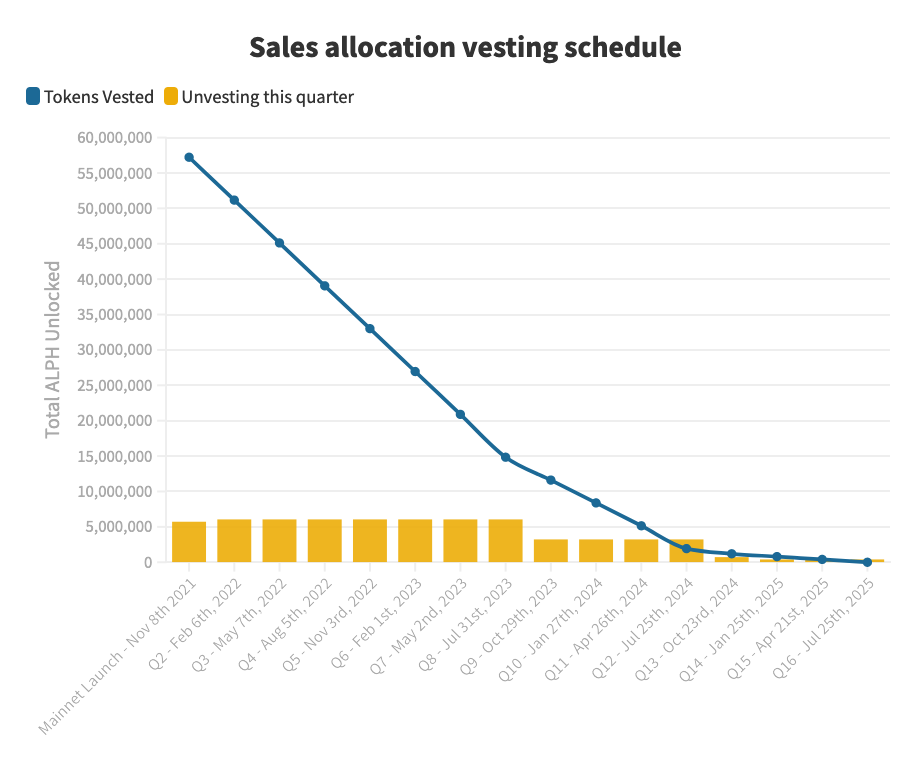 Sales allocation vesting schedule
Tokens Vested
Unvesting this quarter
Total ALPH Unlocked
60,000,000
55,000,000
50,000,000
45,000,000
40,000,000
35,000,000
30,000,000
25,000,000
20,000,000
15,000,000
10,000,000
5,000,000
0
Mainnet Launch - Nov 8th 2021
Q2 - Feb 6th, 2022
Q3 - May 7th, 2022
Q4 - Aug 5th, 2022
Q5 - Nov 3rd, 2022
Q6 - Feb 1st, 2023
Q7 - May 2nd, 2023
Q8 - Jul 31st, 2023
Q9 - Oct 29th, 2023
Q10 - Jan 27th, 2024
Q11 - Apr 26th, 2024
Q12 - Jul 25th, 2024
Q13 - Oct 23rd, 2024
Q14 - Jan 25th, 2025
Q15 - Apr 21st, 2025
Q16 - Jul 25th, 2025